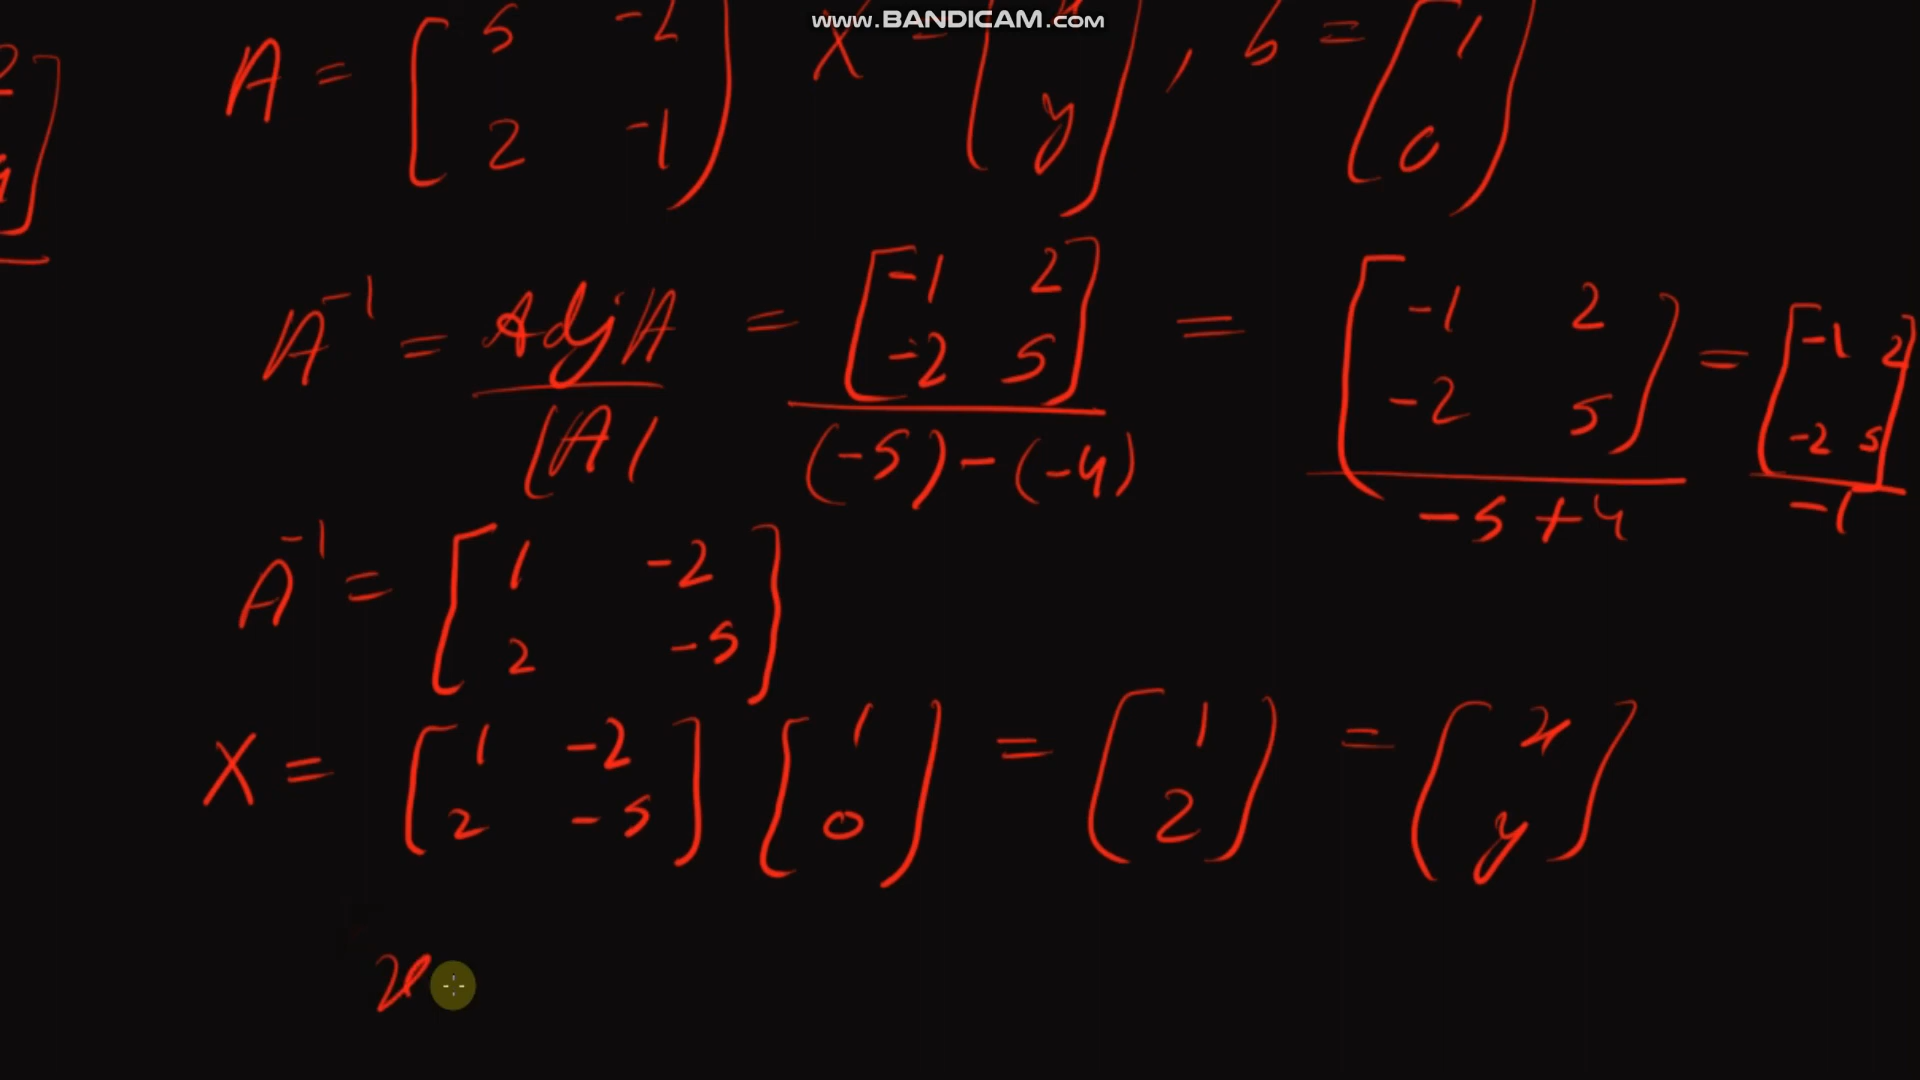 www.BANDICAM.com
A = [5 -2 2 -1] X = [x y], b = [1 0]
A⁻¹ = Adj A / |A| = [-1 2 -2 5] / (-5) - (-4) = [-1 2 -2 5] / -5 + 4 = [-1 2 -2 5] / -1
A⁻¹ = [1 -2 2 -5]
X = [1 -2 2 -5] [1 0] = [1 2] = [x y]
x